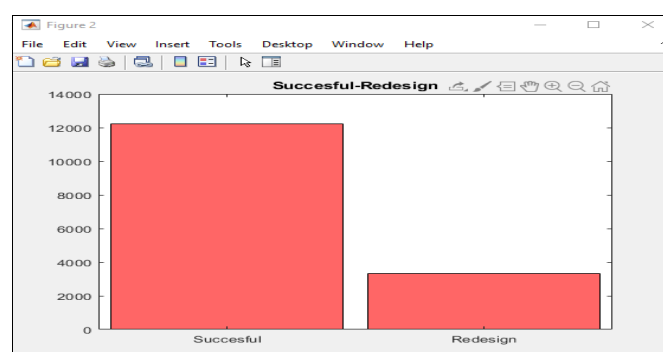 Figure 2
File Edit View Insert Tools Desktop Window Help
Succesful-Redesign
14000
12000
10000
8000
6000
4000
2000
0
Succesful Redesign